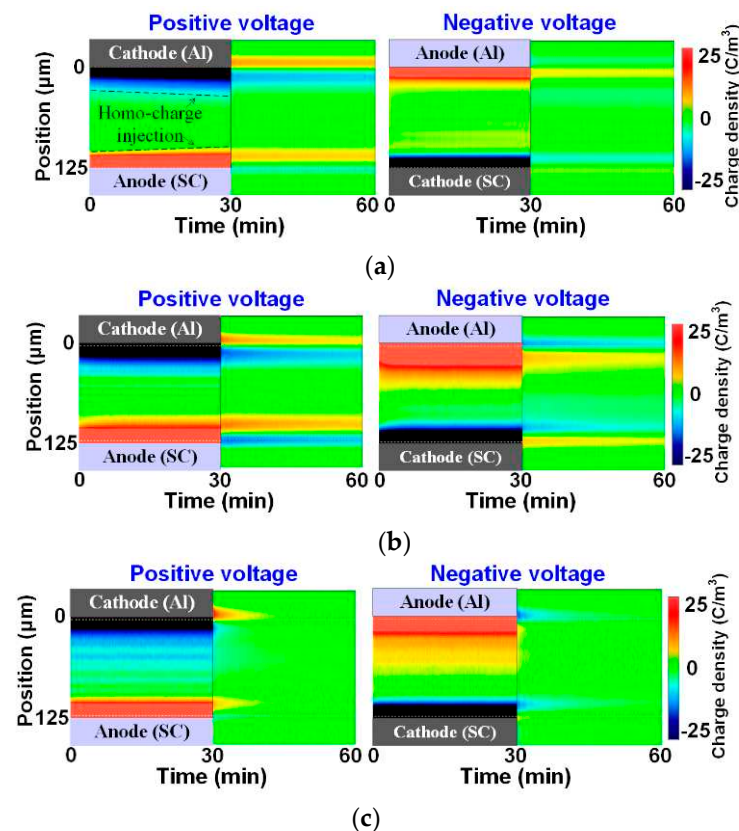 (a)
Positive voltage
Negative voltage
Cathode (Al)
Anode (Al)
Position (µm)
0
125
Homo-charge
injection
Anode (SC)
Cathode (SC)
0 30 60
0 30 60
Time (min)
Time (min)
25
0
-25
Charge density (C/m³)
(a)
Positive voltage
Negative voltage
Cathode (Al)
Anode (Al)
Position (µm)
0
125
Anode (SC)
Cathode (SC)
0 30 60
0 30 60
Time (min)
Time (min)
25
0
-25
Charge density (C/m³)
(b)
Positive voltage
Negative voltage
Cathode (Al)
Anode (Al)
Position (µm)
0
125
Anode (SC)
Cathode (SC)
0 30 60
0 30 60
Time (min)
Time (min)
25
0
-25
Charge density (C/m³)
(c)